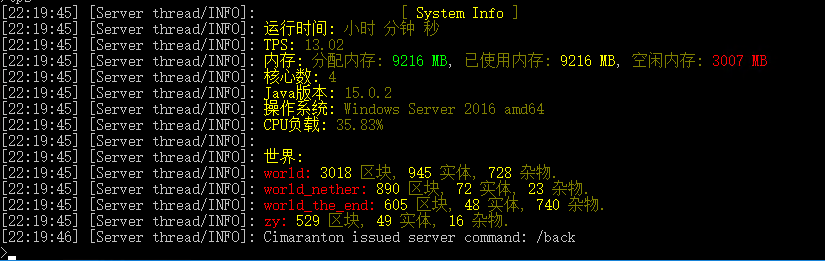 [22:19:45] [Server thread/INFO]: [ System Info ]
[22:19:45] [Server thread/INFO]: 运行时间: 小时 分钟 秒
[22:19:45] [Server thread/INFO]: TPS: 13.02
[22:19:45] [Server thread/INFO]: 内存: 分配内存: 9216 MB, 已使用内存: 9216 MB, 空闲内存: 3007 MB
[22:19:45] [Server thread/INFO]: 核心数: 4
[22:19:45] [Server thread/INFO]: Java版本: 15.0.2
[22:19:45] [Server thread/INFO]: 操作系统: Windows Server 2016 amd64
[22:19:45] [Server thread/INFO]: CPU负载: 35.83%
[22:19:45] [Server thread/INFO]:
[22:19:45] [Server thread/INFO]: 世界:
[22:19:45] [Server thread/INFO]: world: 3018 区块, 945 实体, 728 杂物.
[22:19:45] [Server thread/INFO]: world_nether: 890 区块, 72 实体, 23 杂物.
[22:19:45] [Server thread/INFO]: world_the_end: 605 区块, 48 实体, 740 杂物.
[22:19:45] [Server thread/INFO]: zy: 529 区块, 49 实体, 16 杂物.
[22:19:46] [Server thread/INFO]: Cimaranton issued server command: /back
>